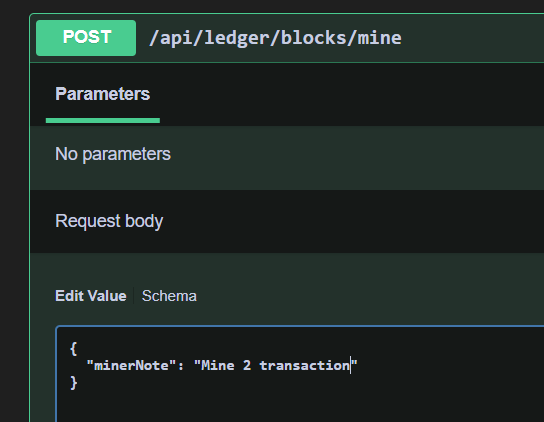 POST /api/ledger/blocks/mine
Parameters
No parameters
Request body
Edit Value Schema
{
"minerNote": "Mine 2 transaction"
}